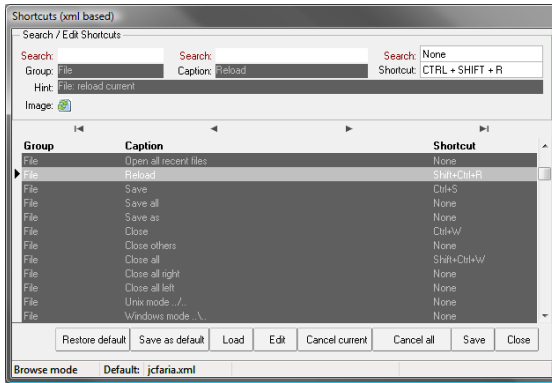 Shortcuts (xml based)
Search / Edit Shortcuts
Search: Search: Search: None
Group: File Caption: Reload Shortcut: CTRL + SHIFT + R
Hint: File: reload current
Image:
Group Caption Shortcut
File Open all recent files None
File Reload Shift+Ctrl+R
File Save Ctrl+S
File Save all None
File Save as None
File Close Ctrl+W
File Close others None
File Close all Shift+Ctrl+W
File Close all right None
File Close all left None
File Unix mode ../.. None
File Windows mode ..\.. None
Restore default Save as default Load Edit Cancel current Cancel all Save Close
Browse mode Default: jcfaria.xml